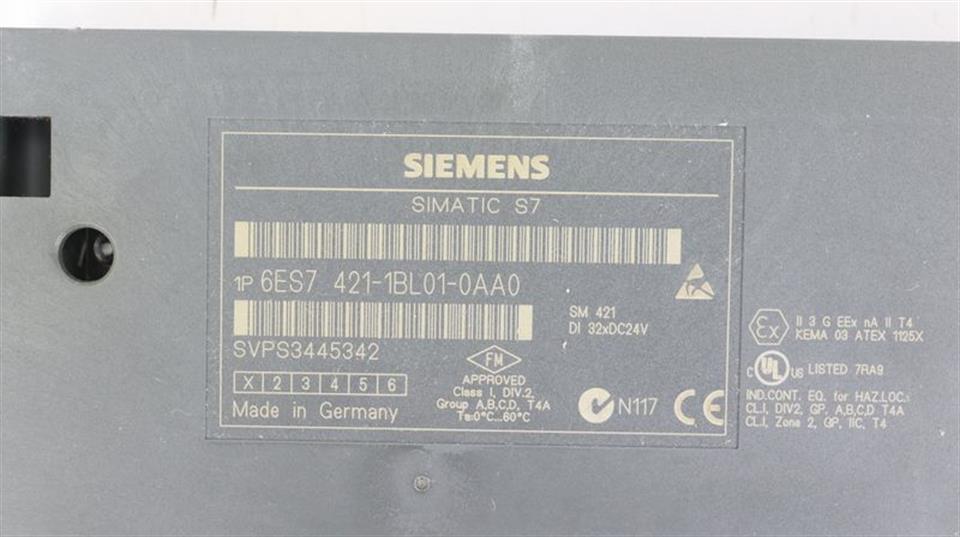 SIEMENS
SIMATIC S7
1P 6ES7 421-1BL01-0AA0
SVPS3445342
X 2 3 4 5 6
Made in Germany
FM
APPROVED
Class I, DIV.2,
Group A,B,C,D, T4A
Ta=0°C...60°C
SM 421
DI 32xDC24V
N117
CE
Ex
II 3 G EEx nA II T4
KEMA 03 ATEX 1125X
C UL US LISTED 7RA9
IND.CONT. EQ. for HAZ.LOC.:
CL.I, DIV2, GP. A,B,C,D T4A
CL.I, Zone 2, GP. IIC, T4